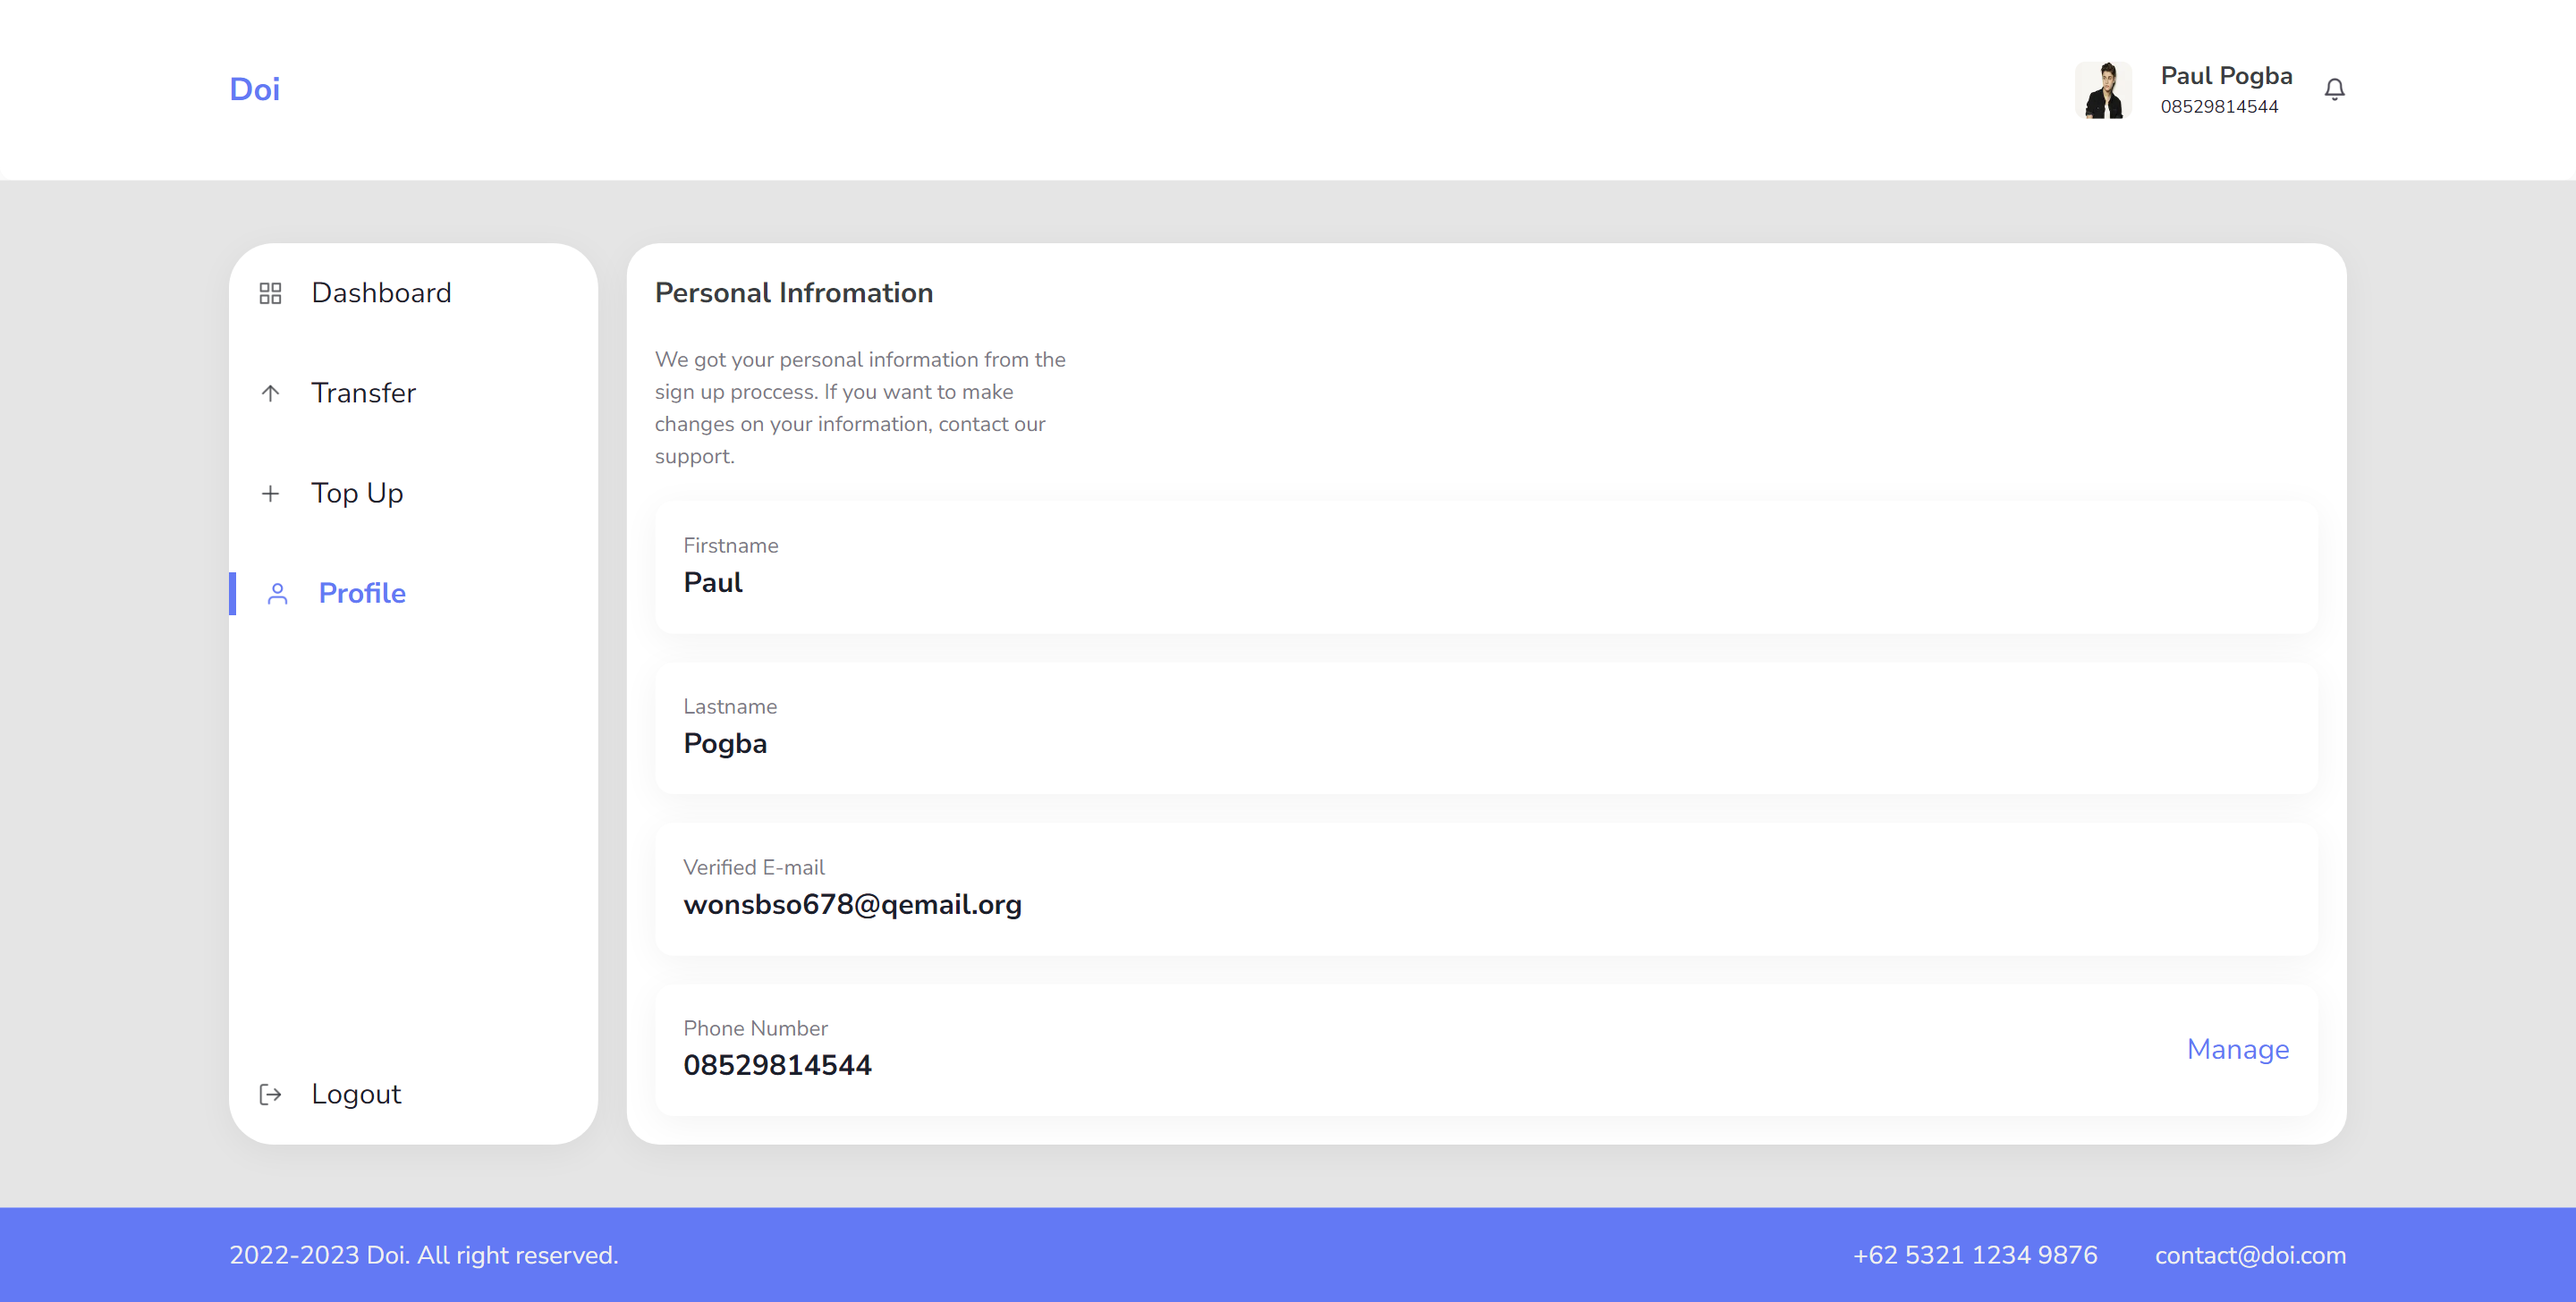 Doi
Paul Pogba
08529814544
Dashboard
Transfer
Top Up
Profile
Logout
Personal Infromation
We got your personal information from the
sign up proccess. If you want to make
changes on your information, contact our
support.
Firstname
Paul
Lastname
Pogba
Verified E-mail
wonsbso678@qemail.org
Phone Number
08529814544
Manage
2022-2023 Doi. All right reserved.
+62 5321 1234 9876
contact@doi.com